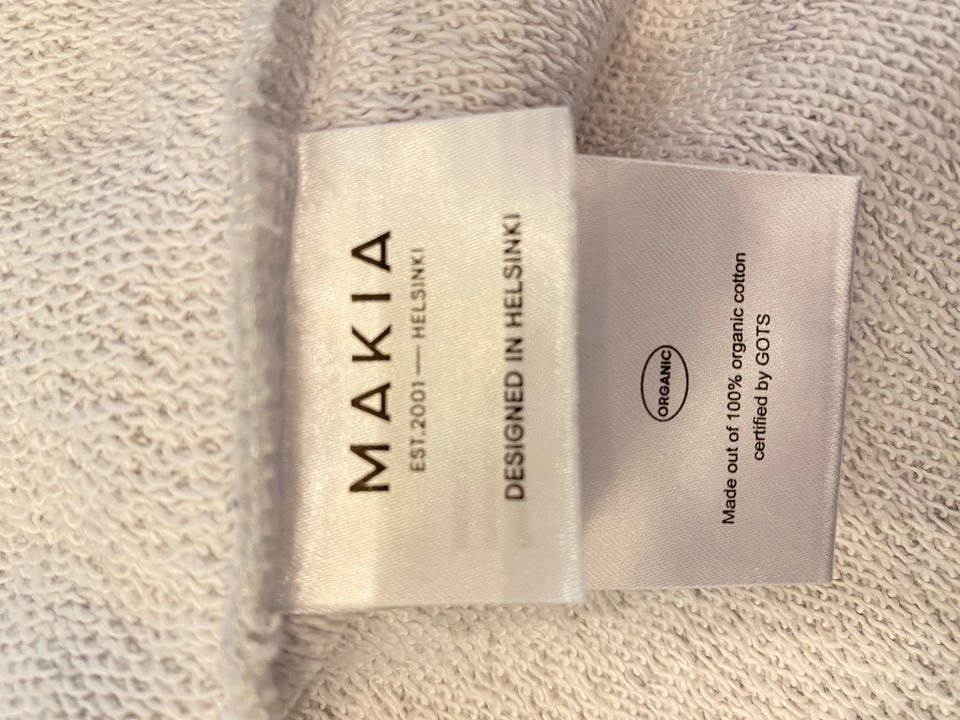 MAKIA
EST.2001 — HELSINKI
DESIGNED IN HELSINKI
ORGANIC
Made out of 100% organic cotton
certified by GOTS